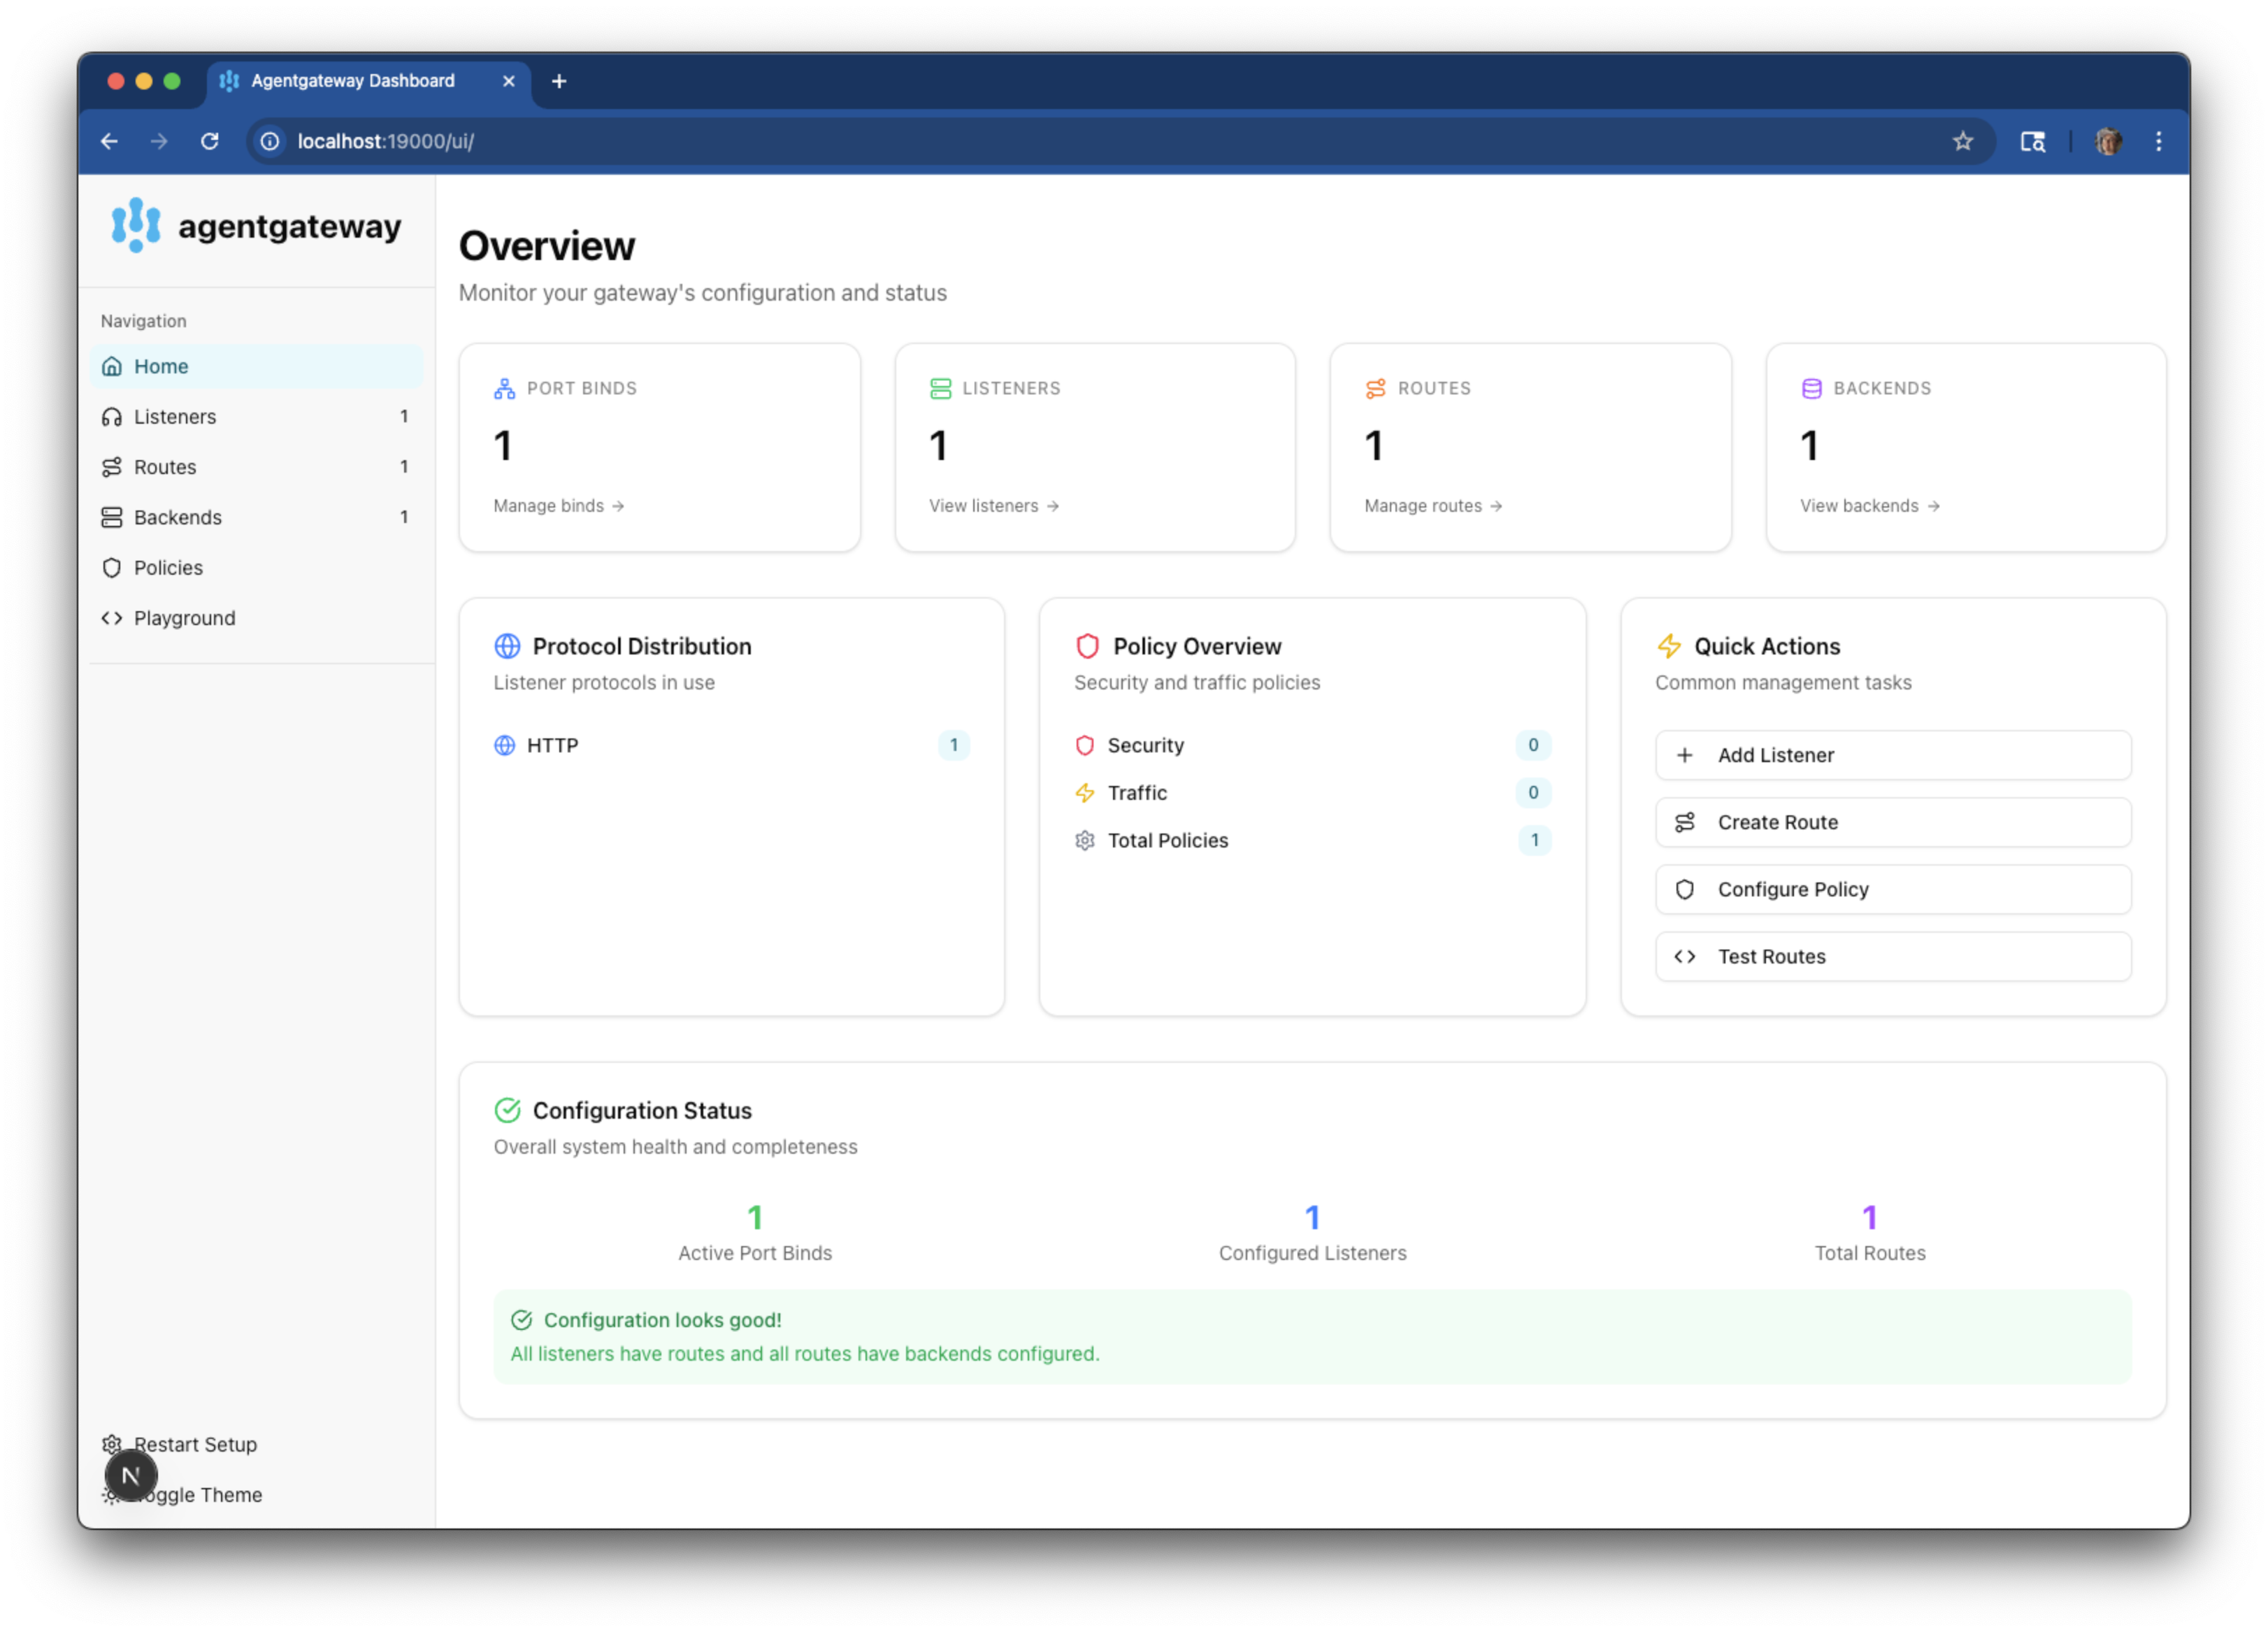 Agentgateway Dashboard
localhost:19000/ui/
agentgateway
Navigation
Home
Listeners 1
Routes 1
Backends 1
Policies
Playground
Restart Setup
N
Theme
Overview
Monitor your gateway's configuration and status
PORT BINDS
1
Manage binds →
LISTENERS
1
View listeners →
ROUTES
1
Manage routes →
BACKENDS
1
View backends →
Protocol Distribution
Listener protocols in use
HTTP 1
Policy Overview
Security and traffic policies
Security 0
Traffic 0
Total Policies 1
Quick Actions
Common management tasks
Add Listener
Create Route
Configure Policy
Test Routes
Configuration Status
Overall system health and completeness
1
Active Port Binds
1
Configured Listeners
1
Total Routes
Configuration looks good!
All listeners have routes and all routes have backends configured.